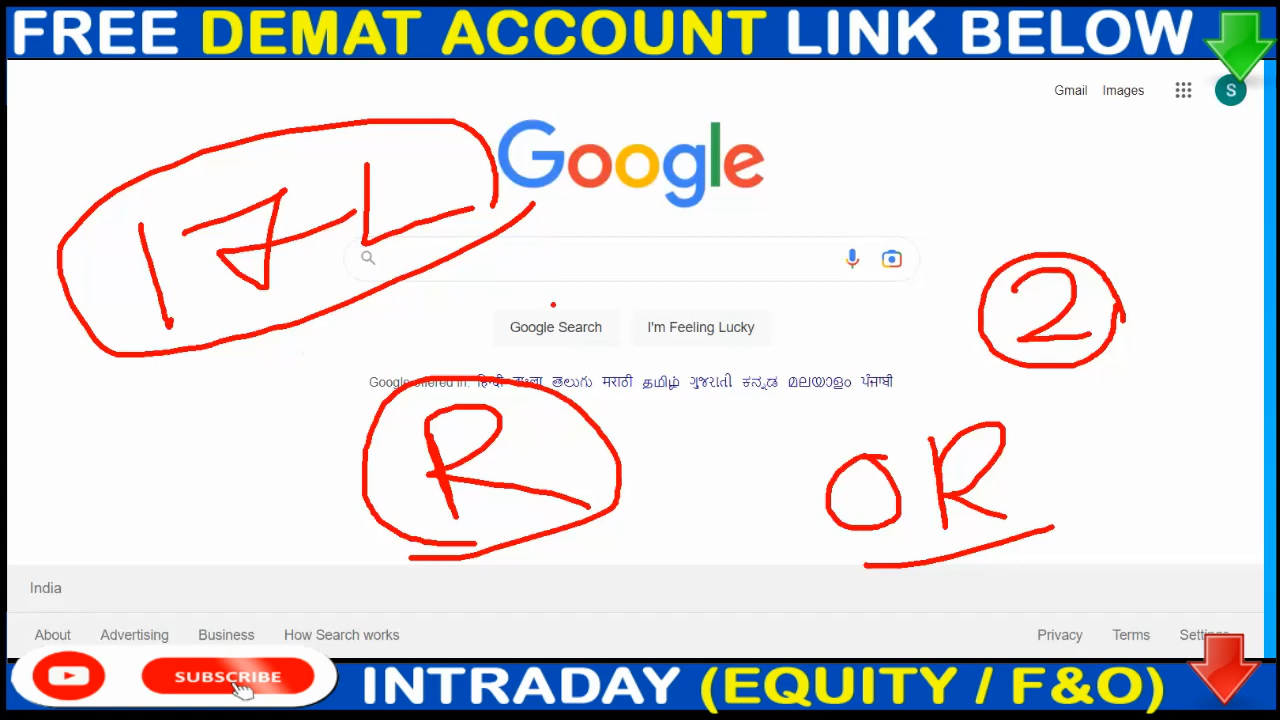 FREE DEMAT ACCOUNT LINK BELOW
Gmail Images S
Google
17L
2
Google Search I'm Feeling Lucky
Google offered in: हिन्दी বাংলা తెలుగు मराठी தமிழ் ગુજરાતી ಕನ್ನಡ മലയാളം ਪੰਜਾਬੀ
R
OR
India
About Advertising Business How Search works Privacy Terms Settings
SUBSCRIBE
INTRADAY (EQUITY / F&O)